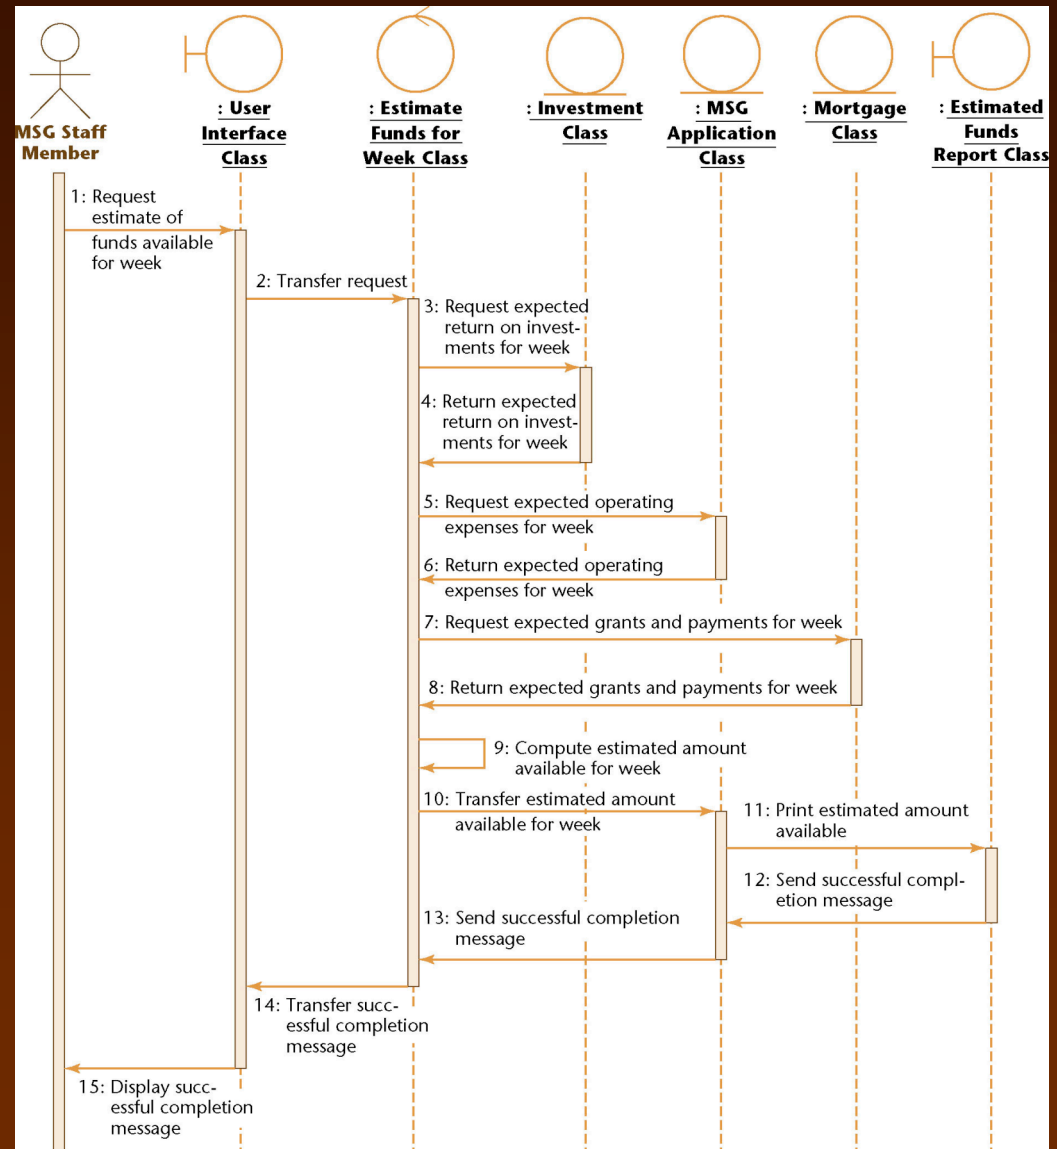 MSG Staff
Member
: User
Interface
Class
: Estimate
Funds for
Week Class
: Investment
Class
: MSG
Application
Class
: Mortgage
Class
: Estimated
Funds
Report Class
1: Request
estimate of
funds available
for week
2: Transfer request
3: Request expected
return on invest-
ments for week
4: Return expected
return on invest-
ments for week
5: Request expected operating
expenses for week
6: Return expected operating
expenses for week
7: Request expected grants and payments for week
8: Return expected grants and payments for week
9: Compute estimated amount
available for week
10: Transfer estimated amount
available for week
11: Print estimated amount
available
12: Send successful compl-
etion message
13: Send successful completion
message
14: Transfer succ-
essful completion
message
15: Display succ-
essful completion
message